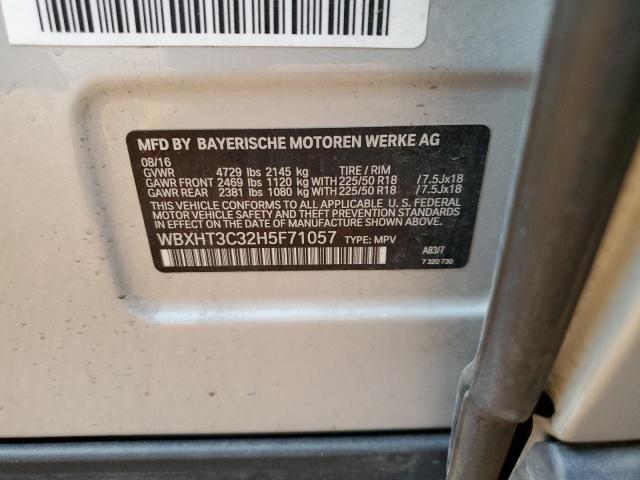 MFD BY BAYERISCHE MOTOREN WERKE AG
08/16
GVWR 4729 lbs 2145 kg TIRE / RIM
GAWR FRONT 2469 lbs 1120 kg WITH 225/50 R18 /7.5Jx18
GAWR REAR 2381 lbs 1080 kg WITH 225/50 R18 /7.5Jx18
THIS VEHICLE CONFORMS TO ALL APPLICABLE U. S. FEDERAL
MOTOR VEHICLE SAFETY STANDARDS IN EFFECT ON THE
DATE OF MANUFACTURE SHOWN ABOVE.
WBXHT3C32H5F71057 TYPE: MPV
A83/7
7 320 730